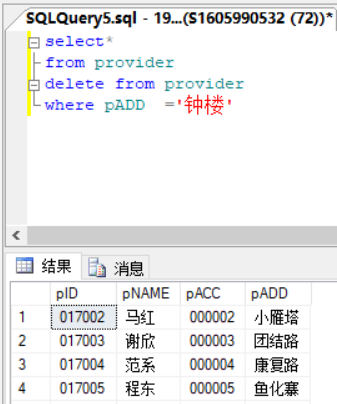 SQLQuery5.sql - 19...(S1605990532 (72))*
select*
from provider
delete from provider
where pADD  ='钟楼'
结果 消息
pID pNAME pACC pADD
1 017002 马红 000002 小雁塔
2 017003 谢欣 000003 团结路
3 017004 范系 000004 康复路
4 017005 程东 000005 鱼化寨